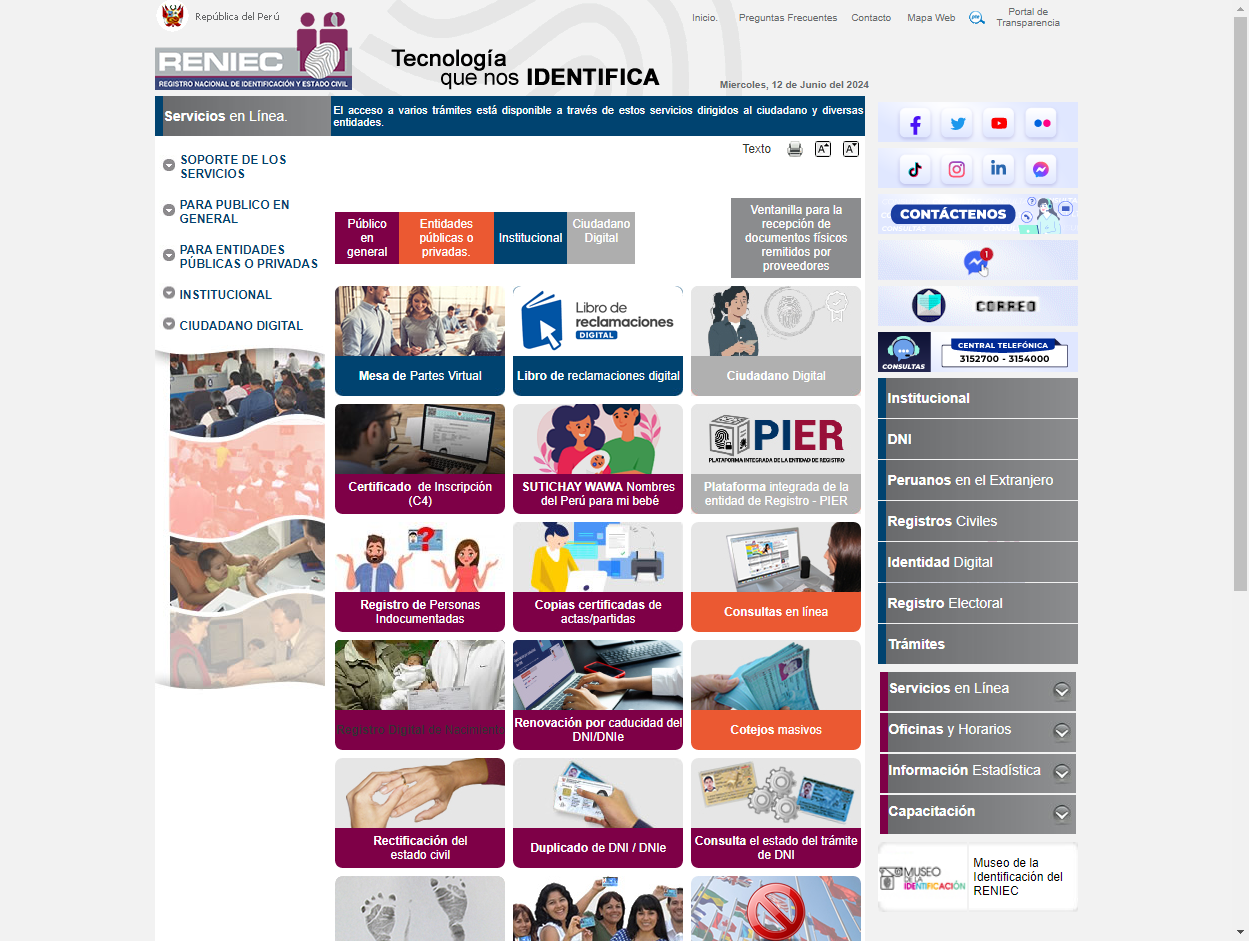 República del Perú
Inicio.
Preguntas Frecuentes
Contacto
Mapa Web
Portal de
Transparencia
RENIEC
REGISTRO NACIONAL DE IDENTIFICACIÓN Y ESTADO CIVIL
Tecnología
que nos IDENTIFICA
Miercoles, 12 de Junio del 2024
Servicios en Línea.
El acceso a varios trámites está disponible a través de estos servicios dirigidos al ciudadano y diversas
entidades.
Texto
A
A
SOPORTE DE LOS
SERVICIOS
PARA PUBLICO EN
GENERAL
PARA ENTIDADES
PÚBLICAS O PRIVADAS
INSTITUCIONAL
CIUDADANO DIGITAL
Público
en
general
Entidades
públicas o
privadas.
Institucional
Ciudadano
Digital
Ventanilla para la
recepción de
documentos físicos
remitidos por
proveedores
Mesa de Partes Virtual
Libro de
reclamaciones
DIGITAL
Libro de reclamaciones digital
Ciudadano Digital
Certificado de Inscripción
(C4)
SUTICHAY WAWA Nombres
del Perú para mi bebé
PIER
PLATAFORMA INTEGRADA DE LA ENTIDAD DE REGISTRO
Plataforma integrada de la
entidad de Registro - PIER
Registro de Personas
Indocumentadas
Copias certificadas de
actas/partidas
Consultas en línea
Renovación por caducidad del
DNI/DNIe
Cotejos masivos
Rectificación del
estado civil
Duplicado de DNI / DNIe
Consulta el estado del trámite
de DNI
CONTÁCTENOS
1
CORREO
CONSULTAS
CENTRAL TELEFÓNICA
3152700 - 3154000
Institucional
DNI
Peruanos en el Extranjero
Registros Civiles
Identidad Digital
Registro Electoral
Trámites
Servicios en Línea
Oficinas y Horarios
Información Estadística
Capacitación
MUSEO
DE LA
IDENTIFICACIÓN
Museo de la
Identificación del
RENIEC